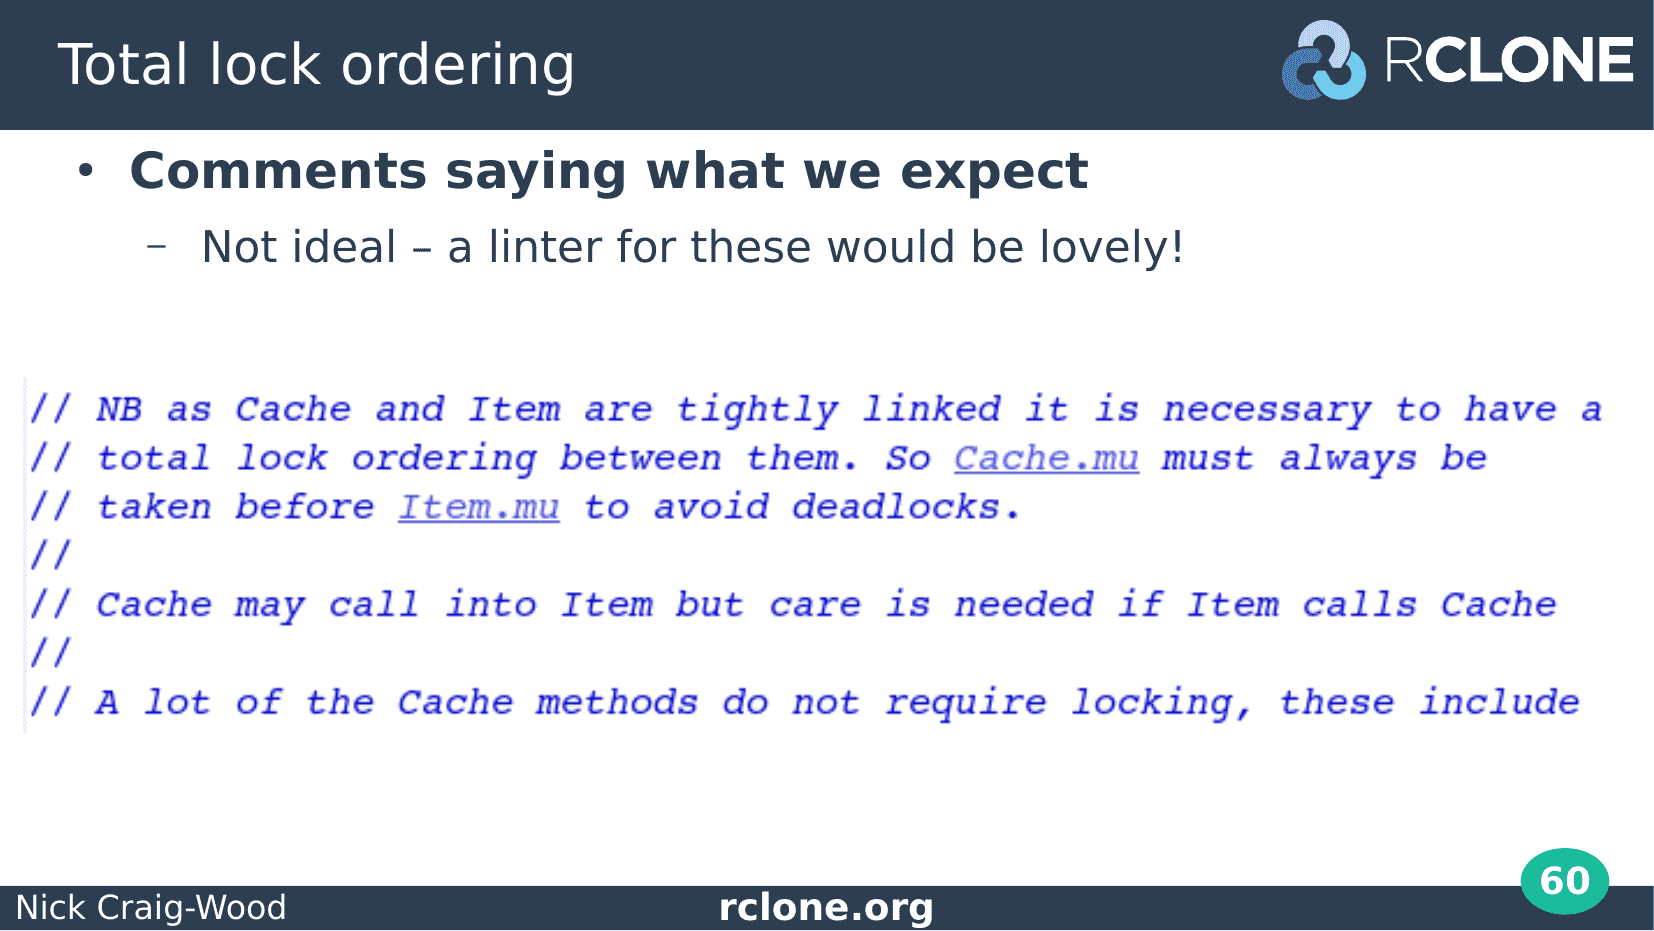 Total lock ordering
RCLONE
• Comments saying what we expect
– Not ideal – a linter for these would be lovely!
// NB as Cache and Item are tightly linked it is necessary to have a
// total lock ordering between them. So Cache.mu must always be
// taken before Item.mu to avoid deadlocks.
//
// Cache may call into Item but care is needed if Item calls Cache
//
// A lot of the Cache methods do not require locking, these include
60
Nick Craig-Wood
rclone.org